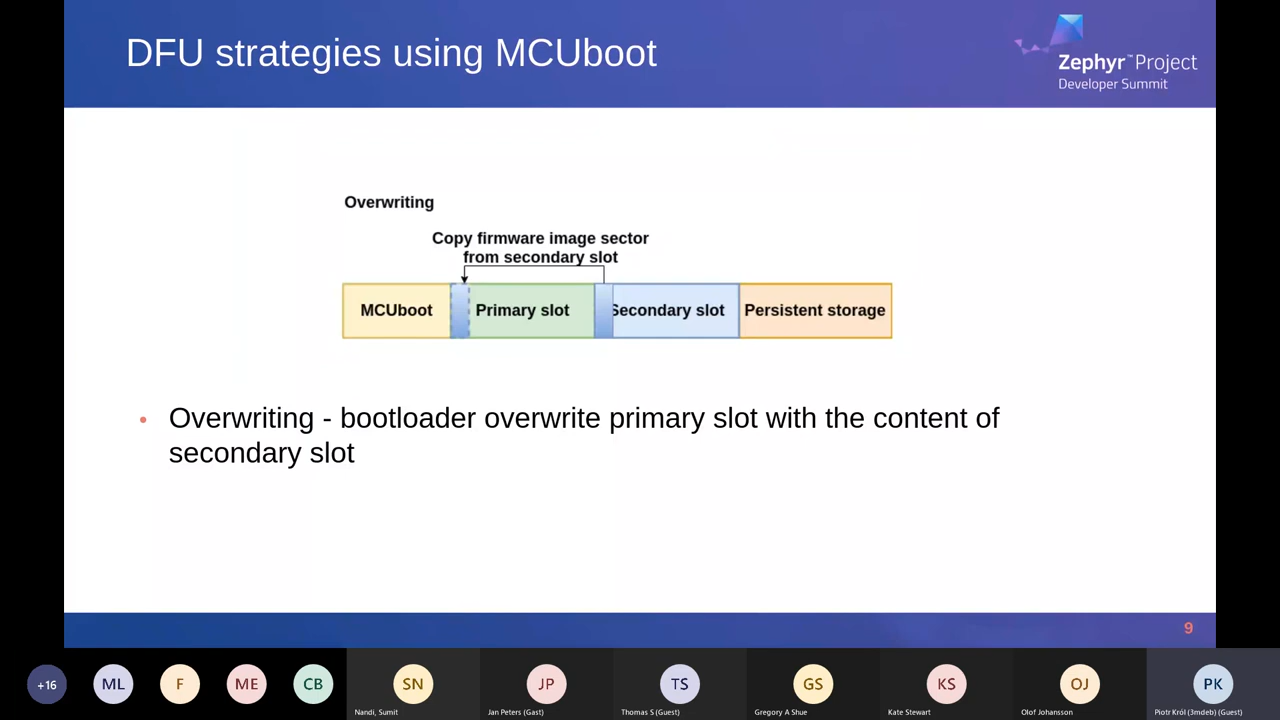 DFU strategies using MCUboot
Zephyr™Project
Developer Summit
Overwriting
Copy firmware image sector
from secondary slot
MCUboot
Primary slot
Secondary slot
Persistent storage
• Overwriting - bootloader overwrite primary slot with the content of
secondary slot
9
+16
ML
F
ME
CB
SN
JP
TS
GS
KS
OJ
PK
Nandi, Sumit
Jan Peters (Gast)
Thomas S (Guest)
Gregory A Shue
Kate Stewart
Olof Johansson
Piotr Król (3mdeb) (Guest)